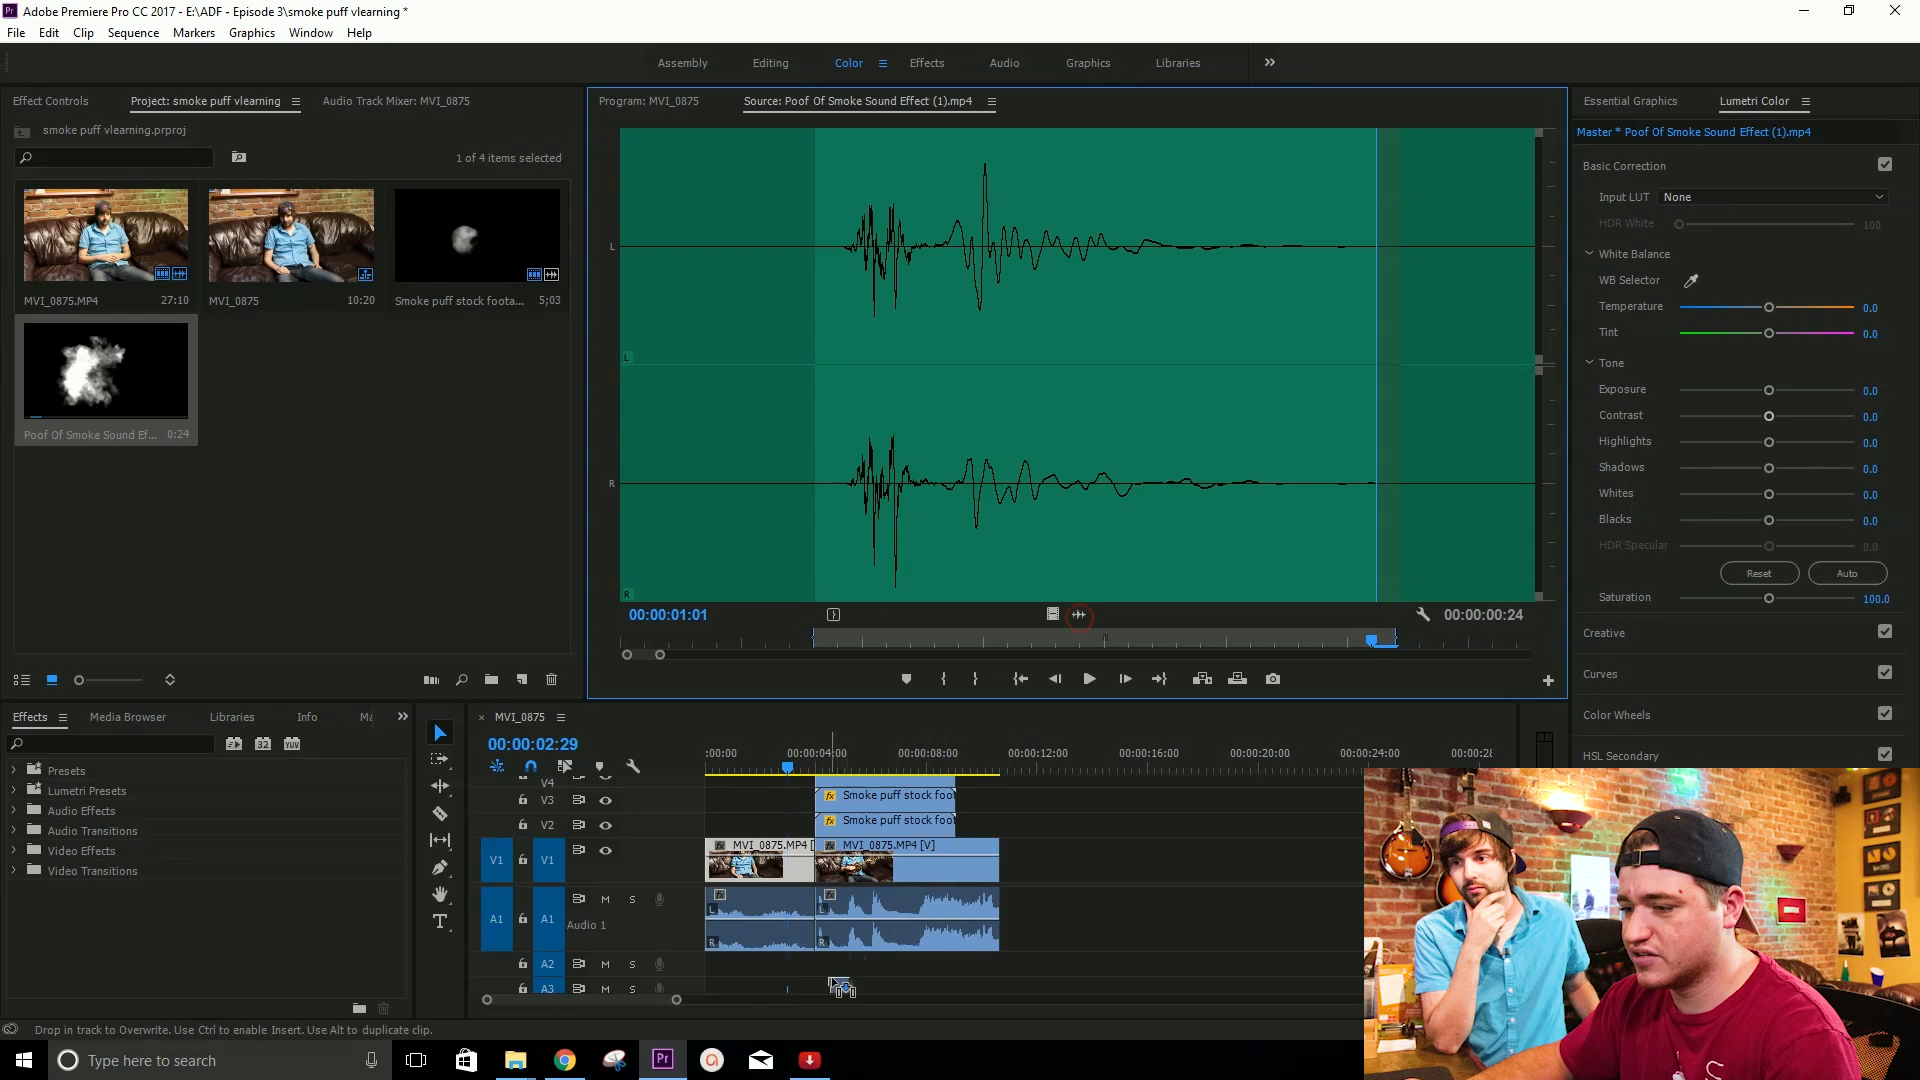 Adobe Premiere Pro CC 2017 - E:\ADF - Episode 3\smoke puff vlearning *
File Edit Clip Sequence Markers Graphics Window Help
Assembly Editing Color Effects Audio Graphics Libraries
Effect Controls Project: smoke puff vlearning Audio Track Mixer: MVI_0875
Program: MVI_0875 Source: Poof Of Smoke Sound Effect (1).mp4
Essential Graphics Lumetri Color
smoke puff vlearning.prproj
Master * Poof Of Smoke Sound Effect (1).mp4
1 of 4 items selected
Basic Correction
Input LUT None
HDR White 100
White Balance
WB Selector
Temperature 0.0
Tint 0.0
Tone
Exposure 0.0
Contrast 0.0
Highlights 0.0
Shadows 0.0
Whites 0.0
Blacks 0.0
HDR Specular 0.0
Reset Auto
Saturation 100.0
Creative
Curves
Color Wheels
HSL Secondary
MVI_0875.MP4 27:10
MVI_0875 10:20
Smoke puff stock foota... 5;03
Poof Of Smoke Sound Ef... 0:24
L
L
R
R
00:00:01:01 00:00:00:24
Effects Media Browser Libraries Info Ma
32 YUV
Presets
Lumetri Presets
Audio Effects
Audio Transitions
Video Effects
Video Transitions
MVI_0875
00:00:02:29
:00:00 00:00:04:00 00:00:08:00 00:00:12:00 00:00:16:00 00:00:20:00 00:00:24:00 00:00:28
V4
V3 fx Smoke puff stock foot
V2 fx Smoke puff stock foot
V1 V1 fx MVI_0875.MP4 [ fx MVI_0875.MP4 [V]
A1 A1 M S fx fx
Audio 1
L L
R R
A2 M S
A3 M S
Drop in track to Overwrite. Use Ctrl to enable Insert. Use Alt to duplicate clip.
Type here to search
Pr